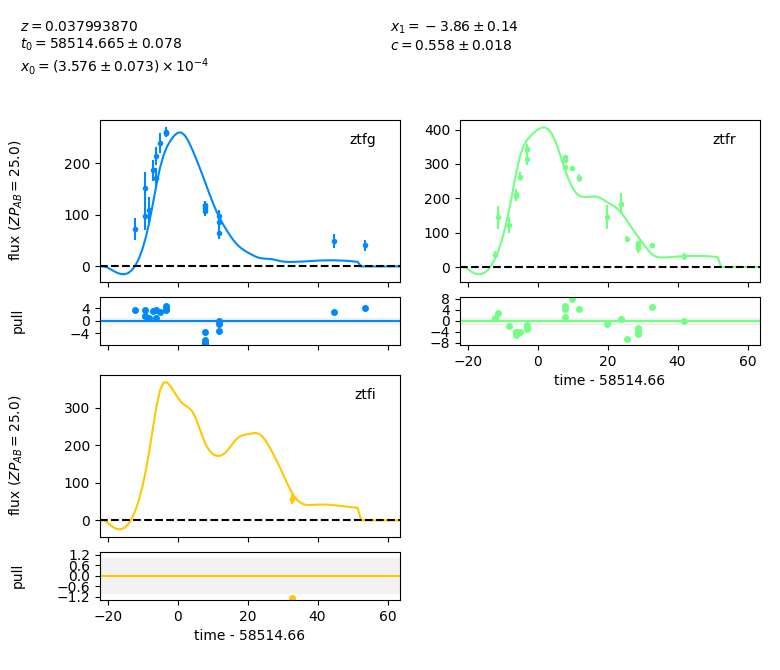 z = 0.037993870
t₀ = 58514.665 ± 0.078
x₀ = (3.576 ± 0.073) × 10⁻⁴
x₁ = −3.86 ± 0.14
c = 0.558 ± 0.018
flux (ZP_AB = 25.0)
ztfg
200
100
0
pull
4
0
−4
ztfr
400
300
200
100
0
8
4
0
−4
−8
−20 0 20 40 60
time - 58514.66
flux (ZP_AB = 25.0)
ztfi
300
200
100
0
pull
1.2
0.6
0.0
−0.6
−1.2
−20 0 20 40 60
time - 58514.66